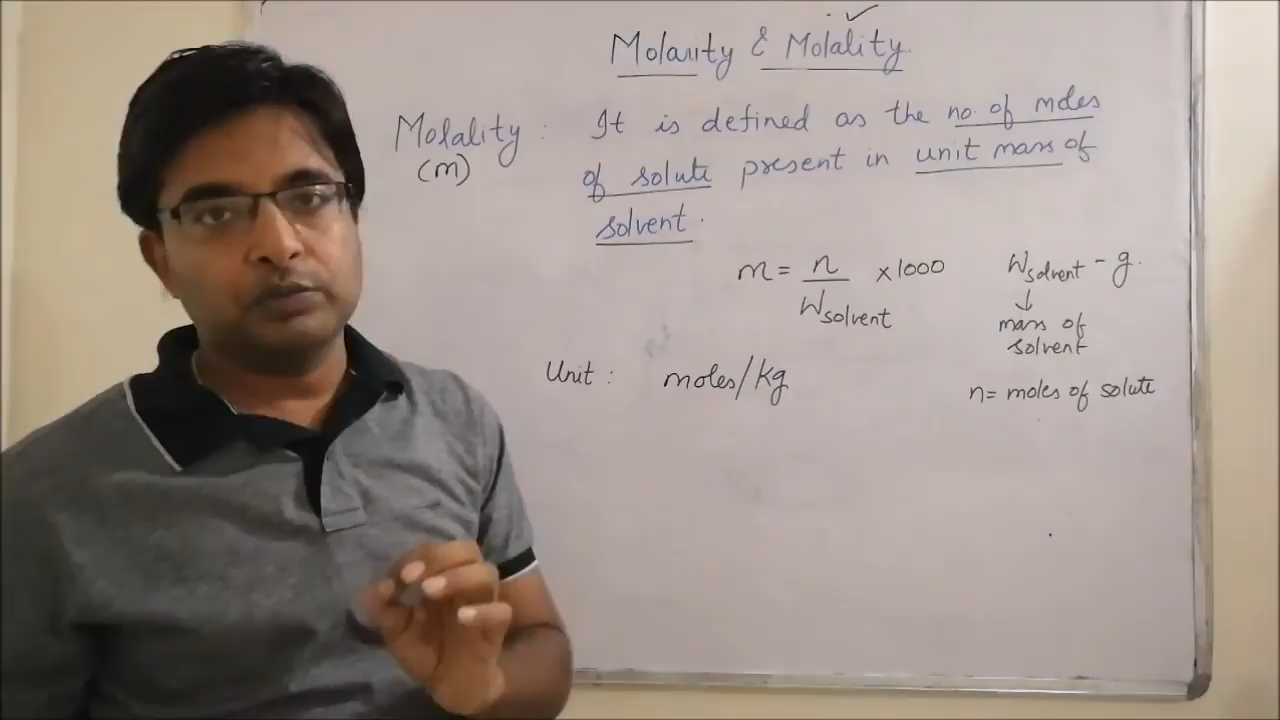 Molarity & Molality.
Molality : It is defined as the no. of moles
(m) of solute present in unit mass of
solvent.
m = n / Wsolvent ×1000
Wsolvent - g.
↓
mass of
solvent
Unit : moles/kg
n= moles of solute